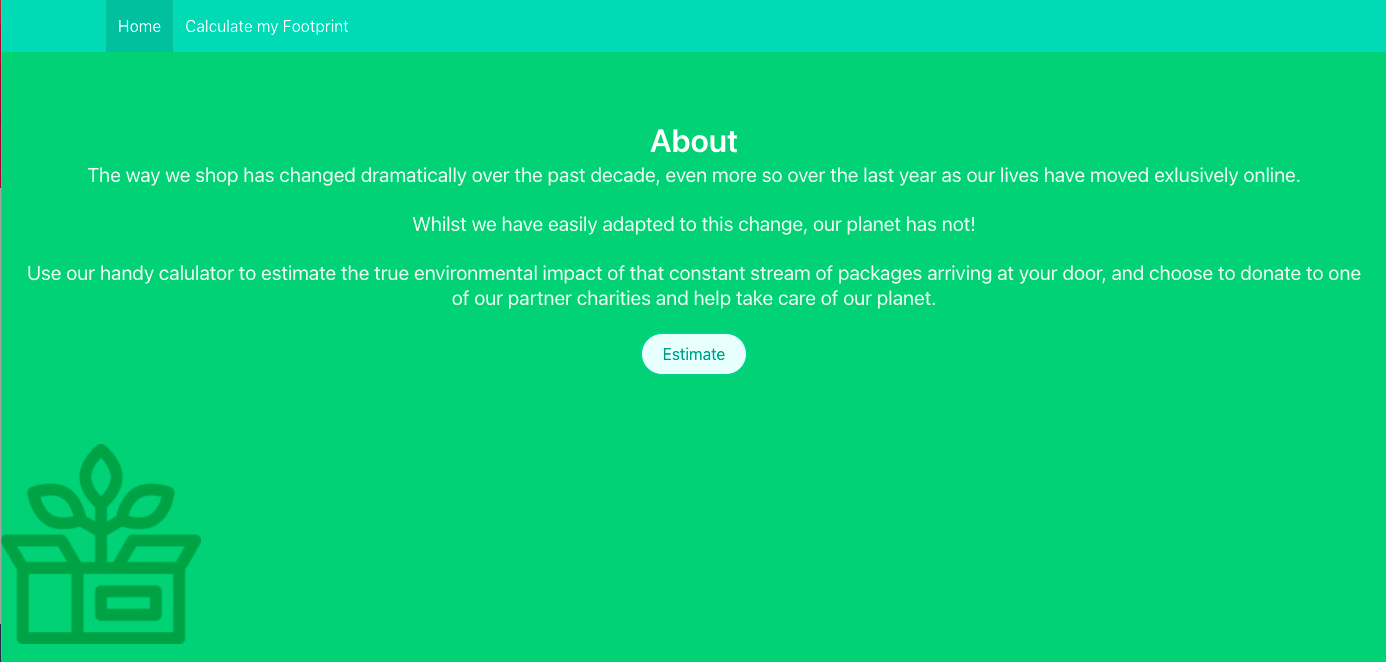 Home
Calculate my Footprint
About
The way we shop has changed dramatically over the past decade, even more so over the last year as our lives have moved exlusively online.
Whilst we have easily adapted to this change, our planet has not!
Use our handy calulator to estimate the true environmental impact of that constant stream of packages arriving at your door, and choose to donate to one
of our partner charities and help take care of our planet.
Estimate